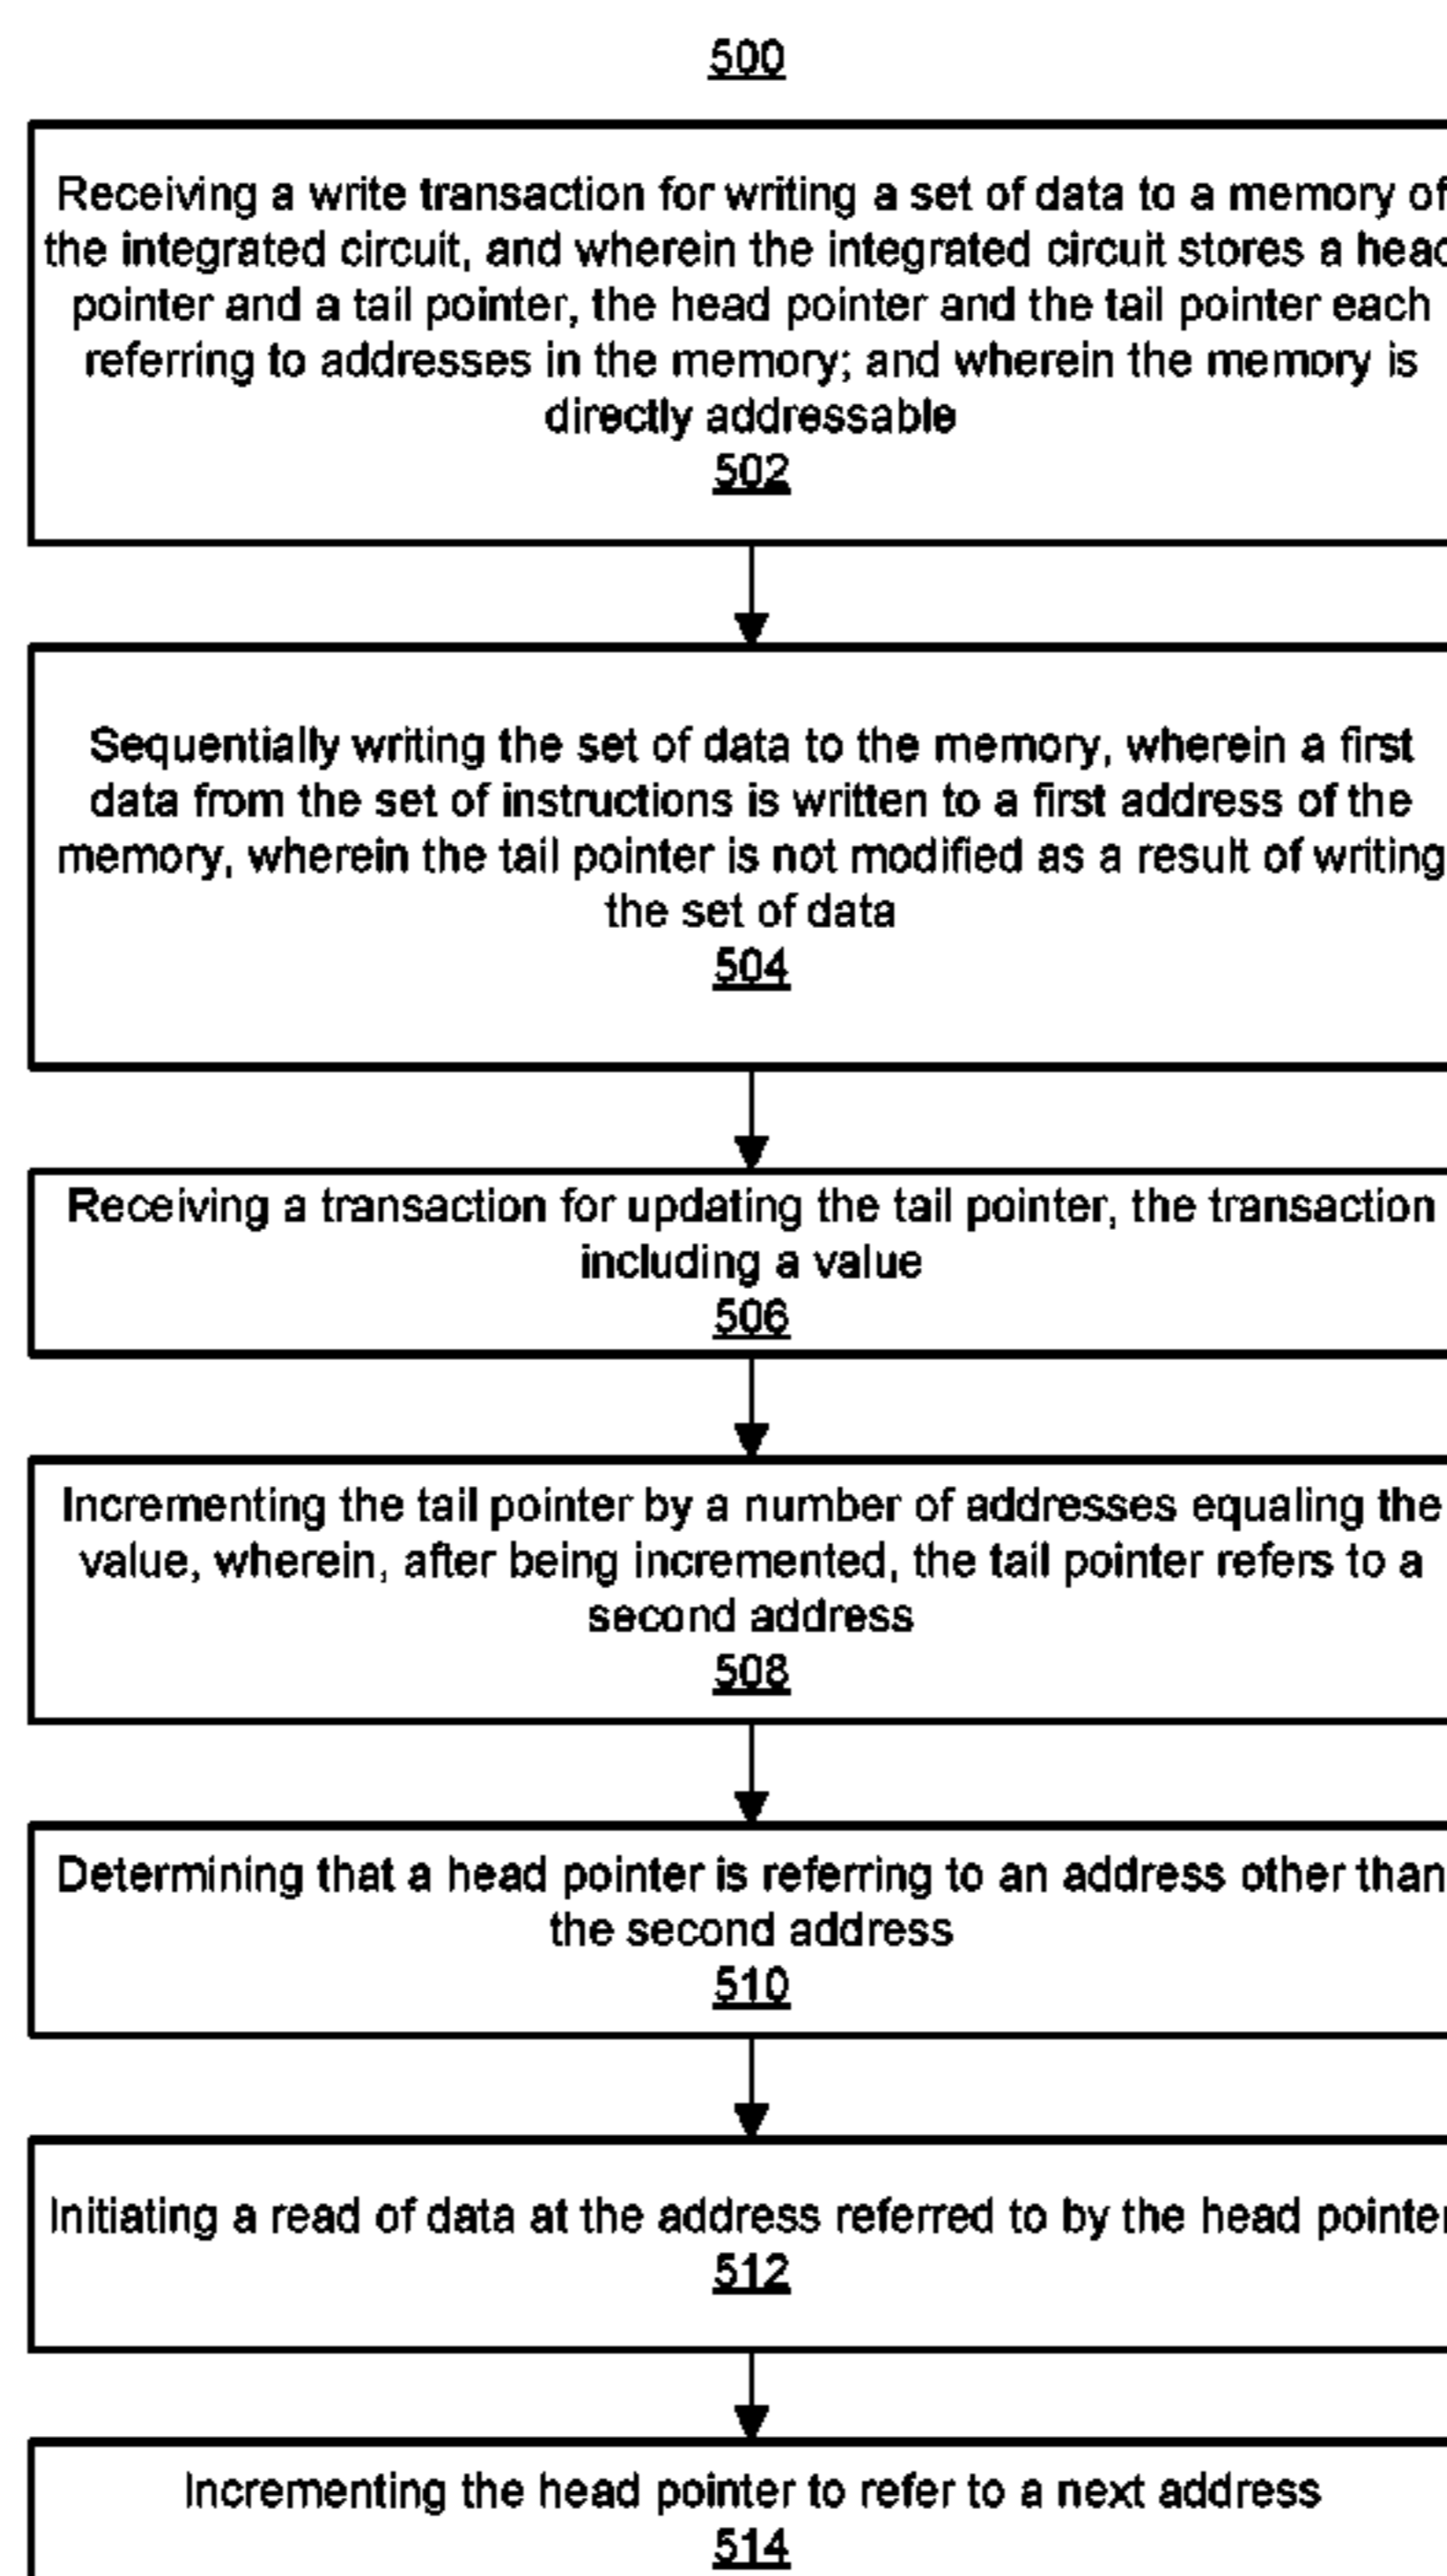 500
Receiving a write transaction for writing a set of data to a memory of
the integrated circuit, and wherein the integrated circuit stores a head
pointer and a tail pointer, the head pointer and the tail pointer each
referring to addresses in the memory; and wherein the memory is
directly addressable
502
Sequentially writing the set of data to the memory, wherein a first
data from the set of instructions is written to a first address of the
memory, wherein the tail pointer is not modified as a result of writing
the set of data
504
Receiving a transaction for updating the tail pointer, the transaction
including a value
506
Incrementing the tail pointer by a number of addresses equaling the
value, wherein, after being incremented, the tail pointer refers to a
second address
508
Determining that a head pointer is referring to an address other than
the second address
510
Initiating a read of data at the address referred to by the head pointer
512
Incrementing the head pointer to refer to a next address
514